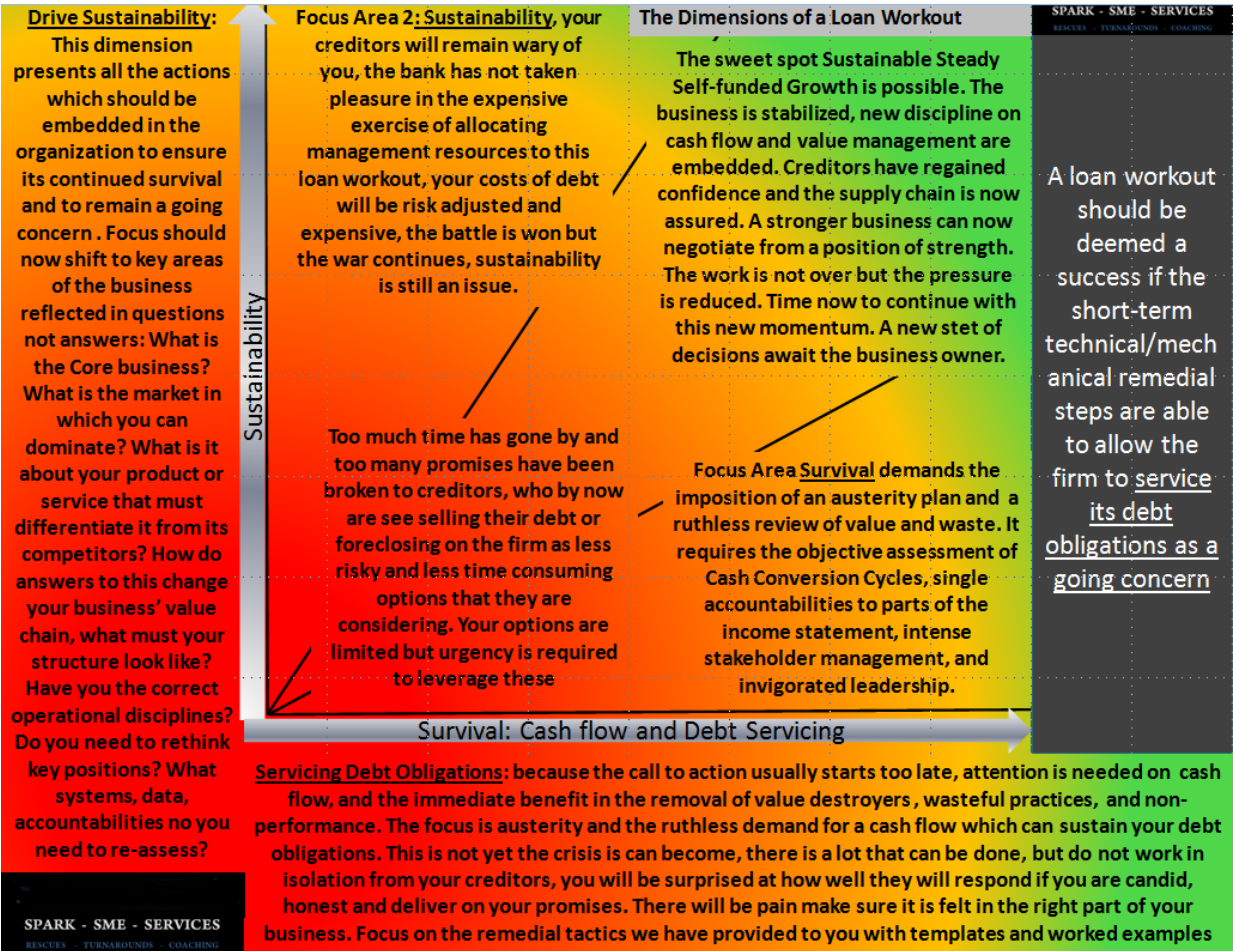 Drive Sustainability:
This dimension
presents all the actions
which should be
embedded in the
organization to ensure
its continued survival
and to remain a going
concern . Focus should
now shift to key areas
of the business
reflected in questions
not answers: What is
the Core business?
What is the market in
which you can
dominate? What is it
about your product or
service that must
differentiate it from its
competitors? How do
answers to this change
your business’ value
chain, what must your
structure look like?
Have you the correct
operational disciplines?
Do you need to rethink
key positions? What
systems, data,
accountabilities no you
need to re-assess?
SPARK - SME - SERVICES
RESCUES - TURNAROUNDS - COACHING
Sustainability
Focus Area 2: Sustainability, your
creditors will remain wary of
you, the bank has not taken
pleasure in the expensive
exercise of allocating
management resources to this
loan workout, your costs of debt
will be risk adjusted and
expensive, the battle is won but
the war continues, sustainability
is still an issue.
The Dimensions of a Loan Workout
The sweet spot Sustainable Steady
Self-funded Growth is possible. The
business is stabilized, new discipline on
cash flow and value management are
embedded. Creditors have regained
confidence and the supply chain is now
assured. A stronger business can now
negotiate from a position of strength.
The work is not over but the pressure
is reduced. Time now to continue with
this new momentum. A new stet of
decisions await the business owner.
Too much time has gone by and
too many promises have been
broken to creditors, who by now
are see selling their debt or
foreclosing on the firm as less
risky and less time consuming
options that they are
considering. Your options are
limited but urgency is required
to leverage these
Focus Area Survival demands the
imposition of an austerity plan and a
ruthless review of value and waste. It
requires the objective assessment of
Cash Conversion Cycles, single
accountabilities to parts of the
income statement, intense
stakeholder management, and
invigorated leadership.
Survival: Cash flow and Debt Servicing
SPARK - SME - SERVICES
RESCUES - TURNAROUNDS - COACHING
A loan workout
should be
deemed a
success if the
short-term
technical/mech
anical remedial
steps are able
to allow the
firm to service
its debt
obligations as a
going concern
Servicing Debt Obligations: because the call to action usually starts too late, attention is needed on cash
flow, and the immediate benefit in the removal of value destroyers , wasteful practices, and non-
performance. The focus is austerity and the ruthless demand for a cash flow which can sustain your debt
obligations. This is not yet the crisis is can become, there is a lot that can be done, but do not work in
isolation from your creditors, you will be surprised at how well they will respond if you are candid,
honest and deliver on your promises. There will be pain make sure it is felt in the right part of your
business. Focus on the remedial tactics we have provided to you with templates and worked examples